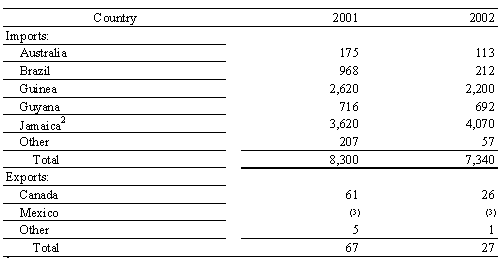 Country 2001 2002
Imports:
Australia 175 113
Brazil 968 212
Guinea 2,620 2,200
Guyana 716 692
Jamaica2 3,620 4,070
Other 207 57
Total 8,300 7,340
Exports:
Canada 61 26
Mexico (3) (3)
Other 5 1
Total 67 27